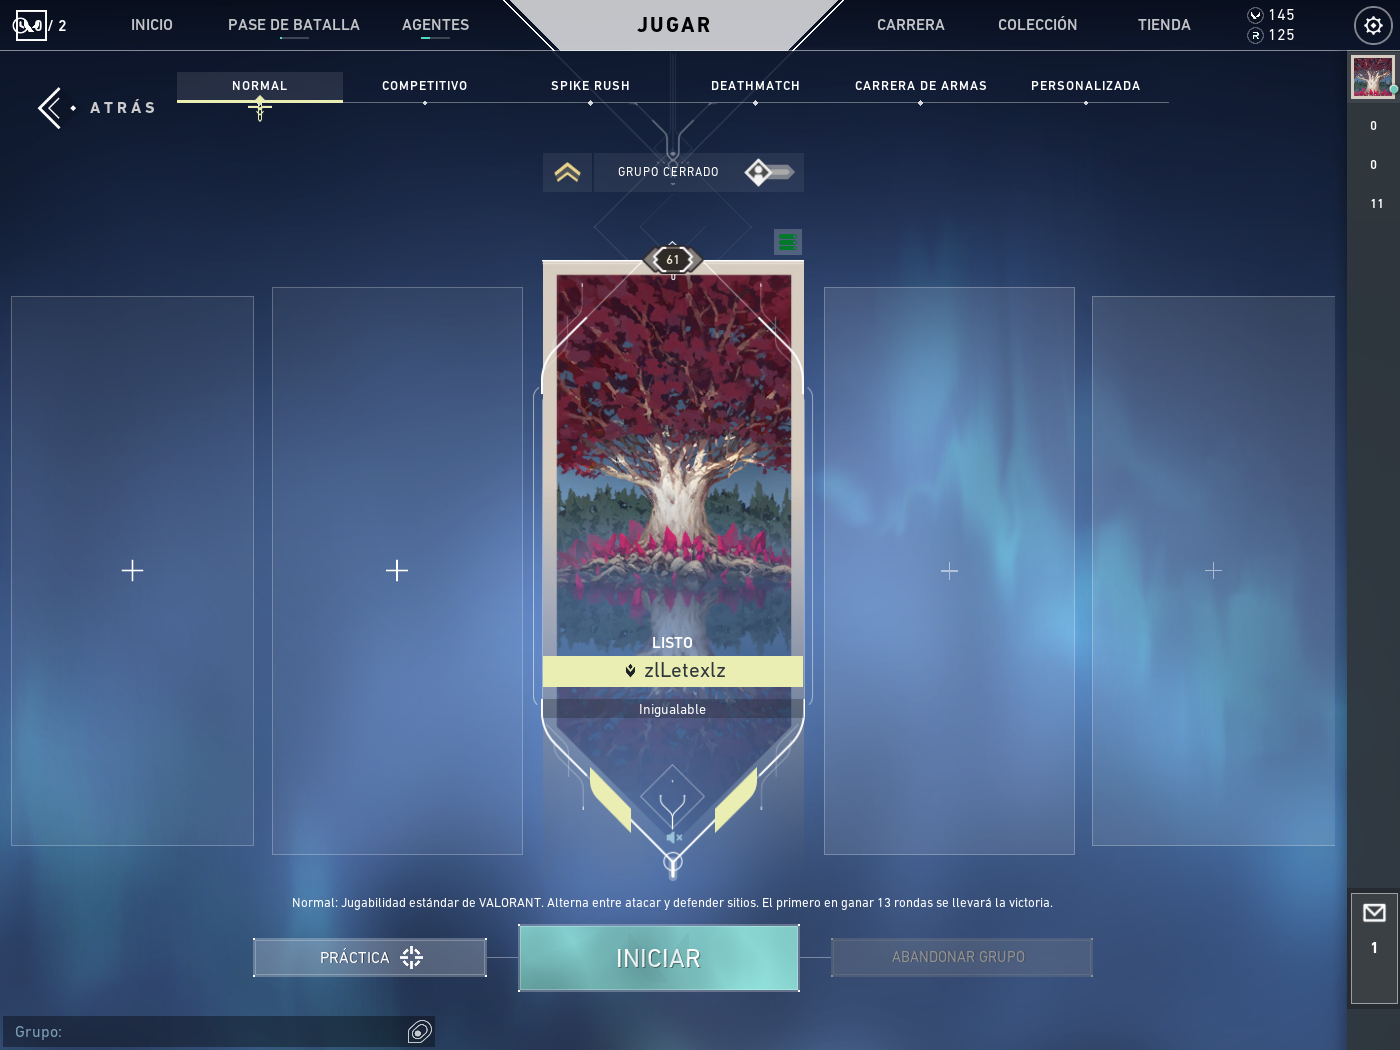 0 / 2
INICIO
PASE DE BATALLA
AGENTES
JUGAR
CARRERA
COLECCIÓN
TIENDA
145
125
ATRÁS
NORMAL
COMPETITIVO
SPIKE RUSH
DEATHMATCH
CARRERA DE ARMAS
PERSONALIZADA
0
0
11
GRUPO CERRADO
61
0
LISTO
zlLetexlz
Inigualable
Normal: Jugabilidad estándar de VALORANT. Alterna entre atacar y defender sitios. El primero en ganar 13 rondas se llevará la victoria.
PRÁCTICA
INICIAR
ABANDONAR GRUPO
1
Grupo: